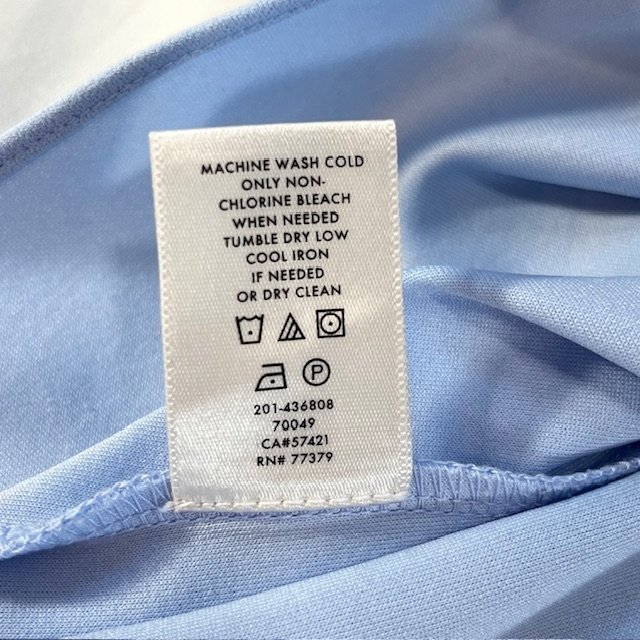 MACHINE WASH COLD
ONLY NON-
CHLORINE BLEACH
WHEN NEEDED
TUMBLE DRY LOW
COOL IRON
IF NEEDED
OR DRY CLEAN
P
201-436808
70049
CA#57421
RN# 77379